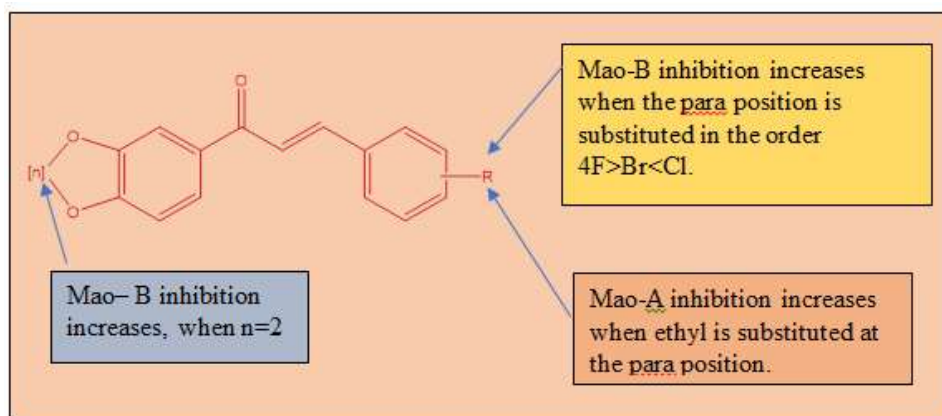 Mao-B inhibition increases
when the para position is
substituted in the order
4F>Br<Cl.
O
O
[n]
O
R
Mao– B inhibition
increases, when n=2
Mao-A inhibition increases
when ethyl is substituted at
the para position.